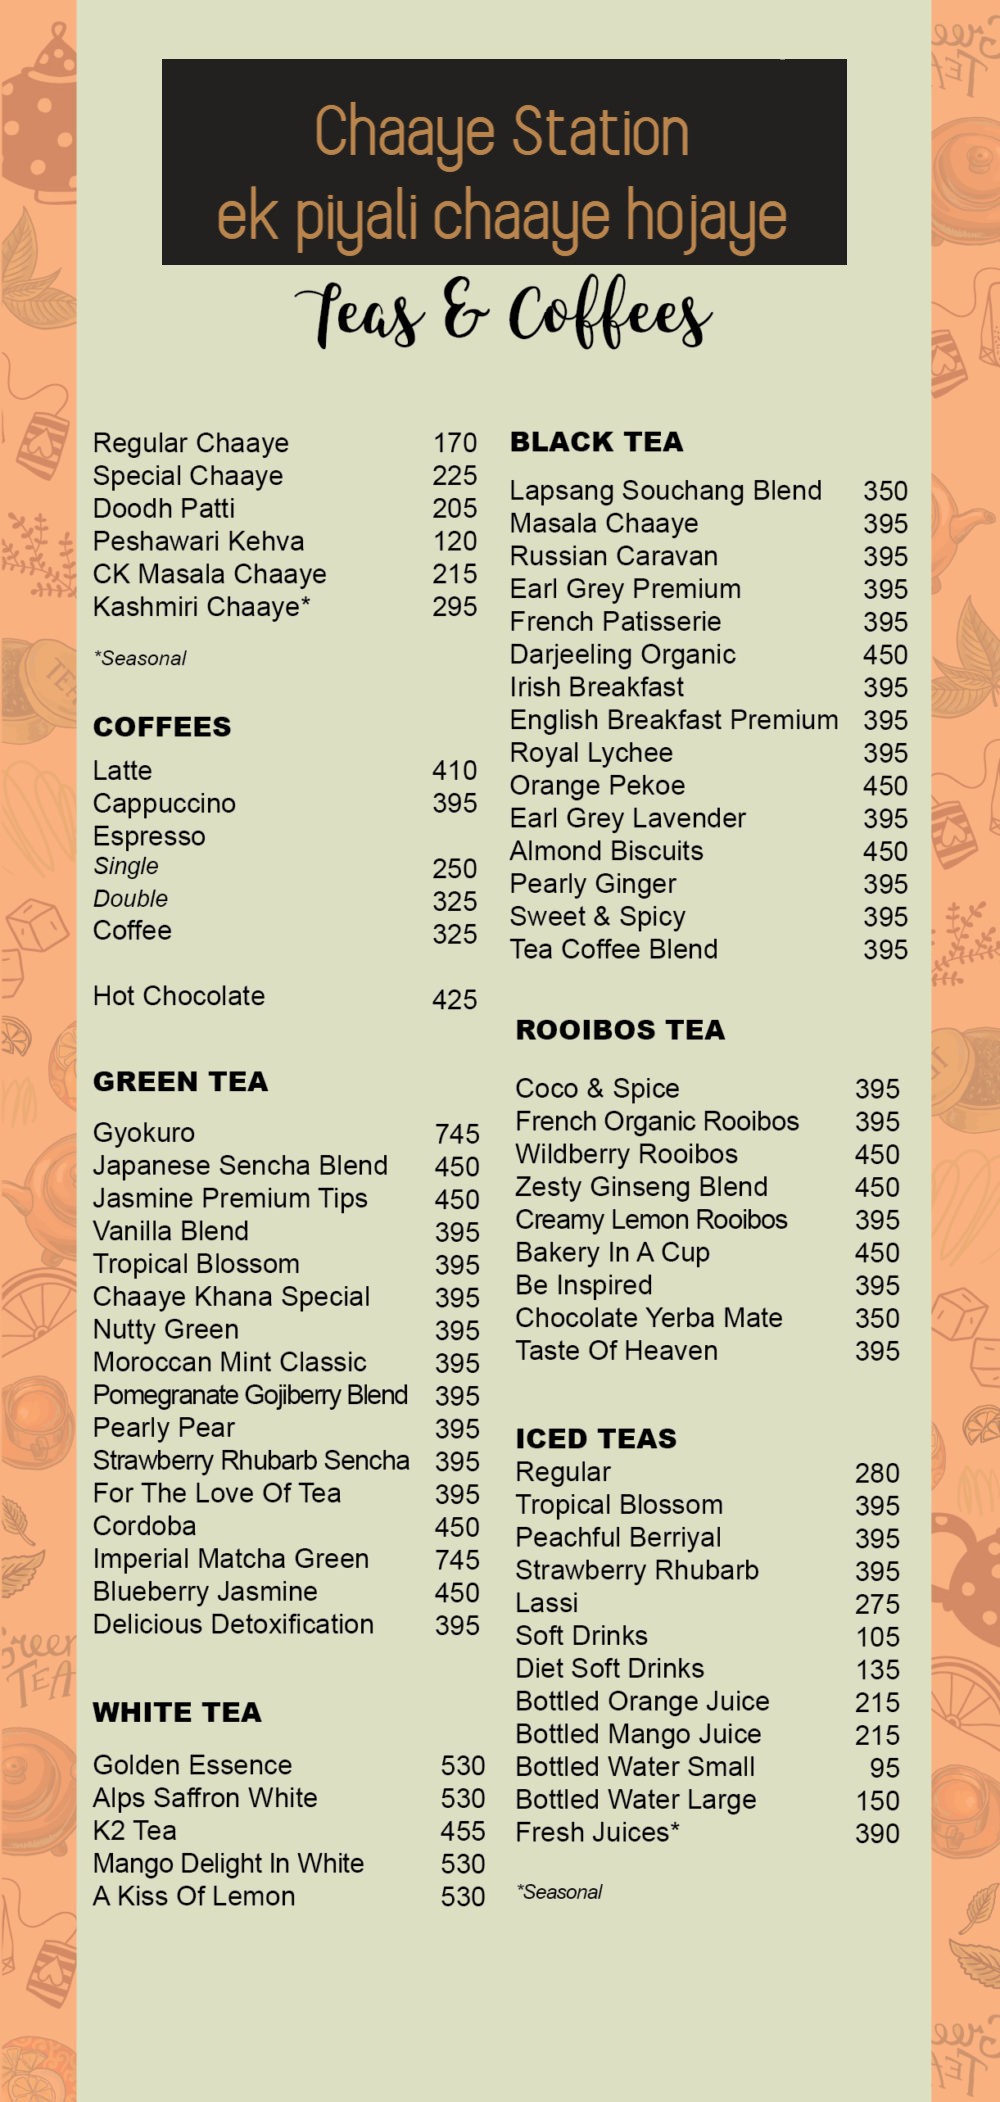 Chaaye Station
ek piyali chaaye hojaye
Teas & Coffees
Regular Chaaye 170
Special Chaaye 225
Doodh Patti 205
Peshawari Kehva 120
CK Masala Chaaye 215
Kashmiri Chaaye* 295
*Seasonal
COFFEES
Latte 410
Cappuccino 395
Espresso
Single 250
Double 325
Coffee 325
Hot Chocolate 425
GREEN TEA
Gyokuro 745
Japanese Sencha Blend 450
Jasmine Premium Tips 450
Vanilla Blend 395
Tropical Blossom 395
Chaaye Khana Special 395
Nutty Green 395
Moroccan Mint Classic 395
Pomegranate Gojiberry Blend 395
Pearly Pear 395
Strawberry Rhubarb Sencha 395
For The Love Of Tea 395
Cordoba 450
Imperial Matcha Green 745
Blueberry Jasmine 450
Delicious Detoxification 395
WHITE TEA
Golden Essence 530
Alps Saffron White 530
K2 Tea 455
Mango Delight In White 530
A Kiss Of Lemon 530
BLACK TEA
Lapsang Souchang Blend 350
Masala Chaaye 395
Russian Caravan 395
Earl Grey Premium 395
French Patisserie 395
Darjeeling Organic 450
Irish Breakfast 395
English Breakfast Premium 395
Royal Lychee 395
Orange Pekoe 450
Earl Grey Lavender 395
Almond Biscuits 450
Pearly Ginger 395
Sweet & Spicy 395
Tea Coffee Blend 395
ROOIBOS TEA
Coco & Spice 395
French Organic Rooibos 395
Wildberry Rooibos 450
Zesty Ginseng Blend 450
Creamy Lemon Rooibos 395
Bakery In A Cup 450
Be Inspired 395
Chocolate Yerba Mate 350
Taste Of Heaven 395
ICED TEAS
Regular 280
Tropical Blossom 395
Peachful Berriyal 395
Strawberry Rhubarb 395
Lassi 275
Soft Drinks 105
Diet Soft Drinks 135
Bottled Orange Juice 215
Bottled Mango Juice 215
Bottled Water Small 95
Bottled Water Large 150
Fresh Juices* 390
*Seasonal